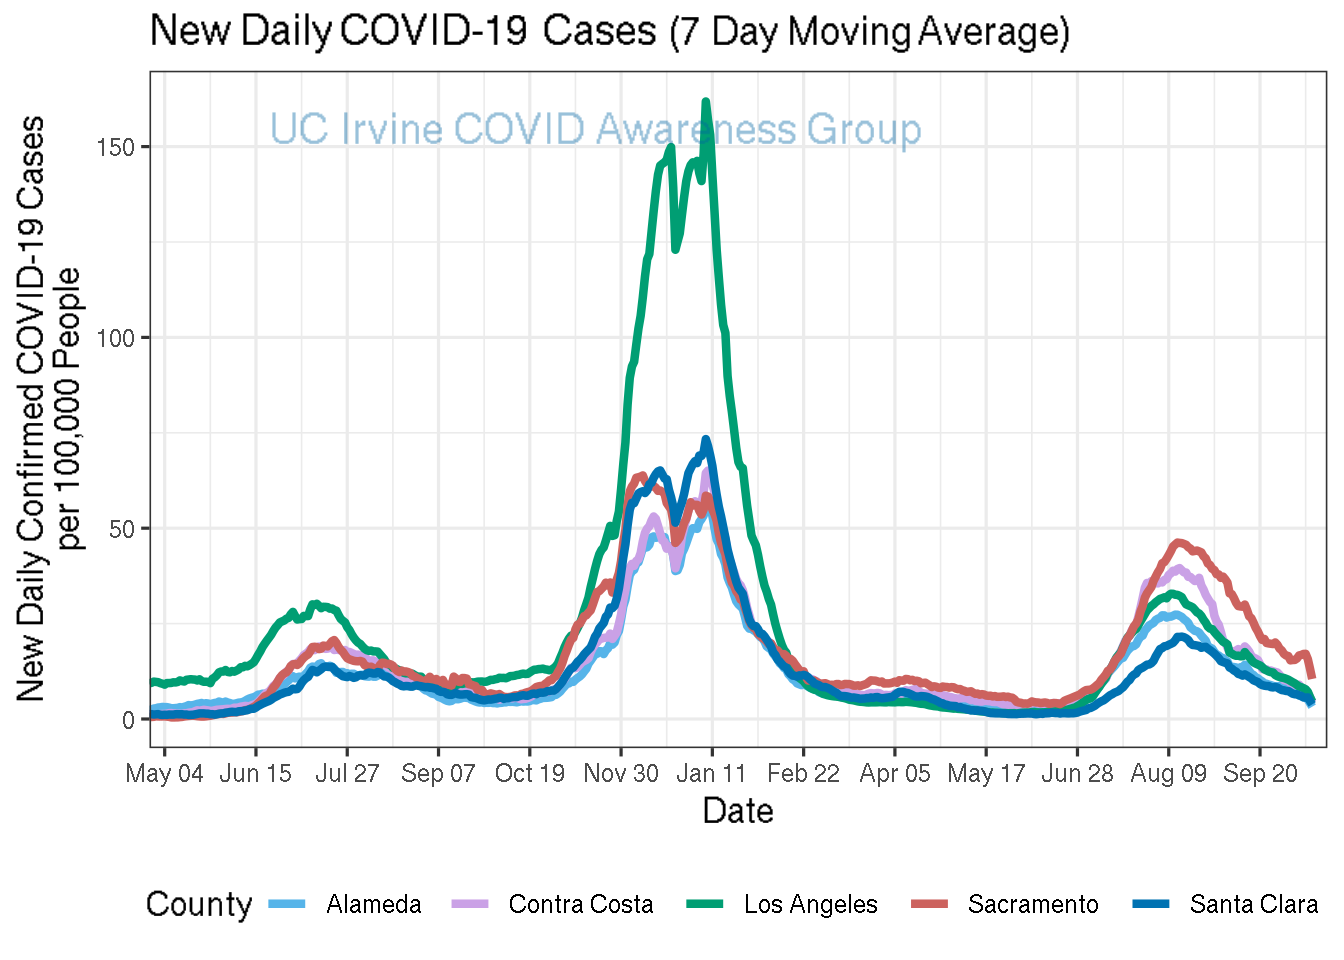 New Daily COVID-19 Cases (7 Day Moving Average)
UC Irvine COVID Awareness Group
New Daily Confirmed COVID-19 Cases
per 100,000 People
150
100
50
0
May 04 Jun 15 Jul 27 Sep 07 Oct 19 Nov 30 Jan 11 Feb 22 Apr 05 May 17 Jun 28 Aug 09 Sep 20
Date
County Alameda Contra Costa Los Angeles Sacramento Santa Clara